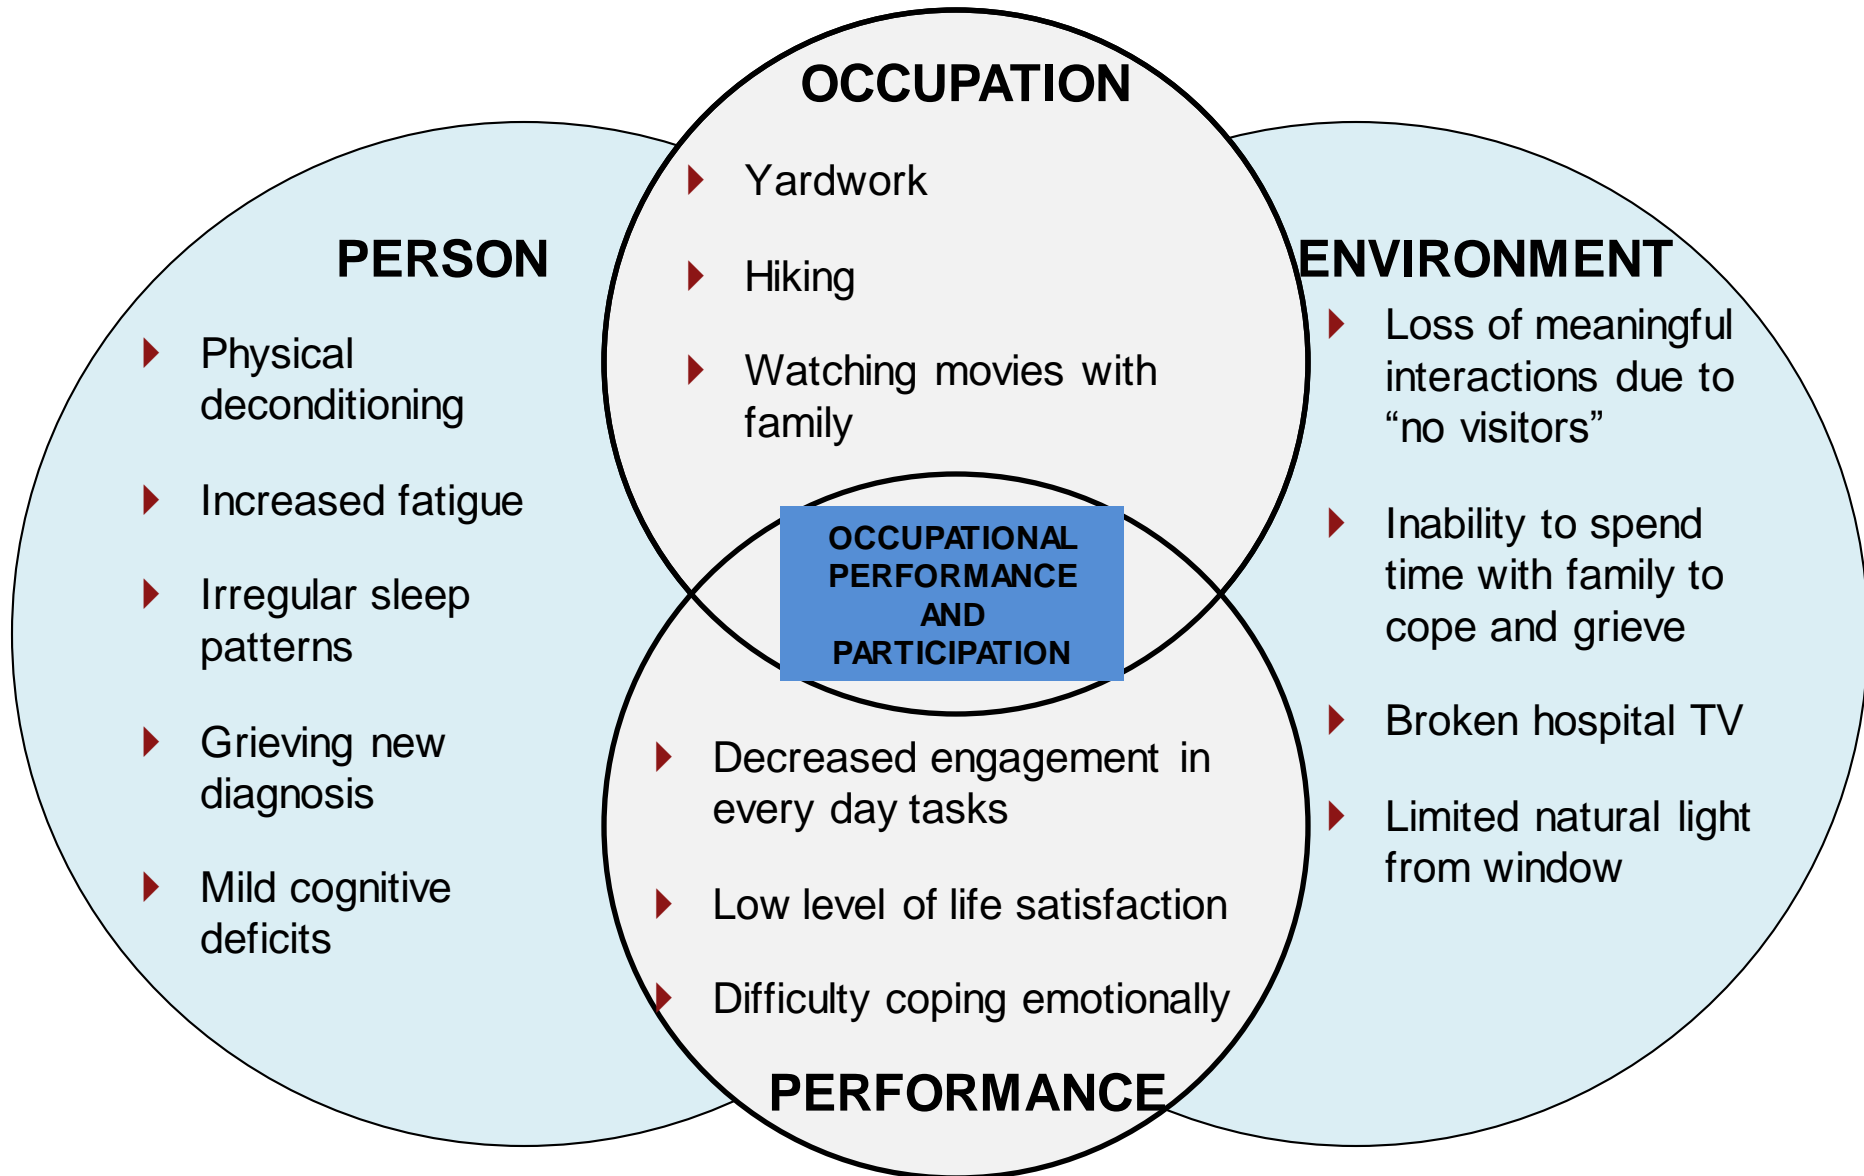 OCCUPATION
Yardwork
Hiking
Watching movies with
family
PERSON
Physical
deconditioning
Increased fatigue
Irregular sleep
patterns
Grieving new
diagnosis
Mild cognitive
deficits
ENVIRONMENT
Loss of meaningful
interactions due to
“no visitors”
Inability to spend
time with family to
cope and grieve
Broken hospital TV
Limited natural light
from window
OCCUPATIONAL
PERFORMANCE
AND
PARTICIPATION
Decreased engagement in
every day tasks
Low level of life satisfaction
Difficulty coping emotionally
PERFORMANCE